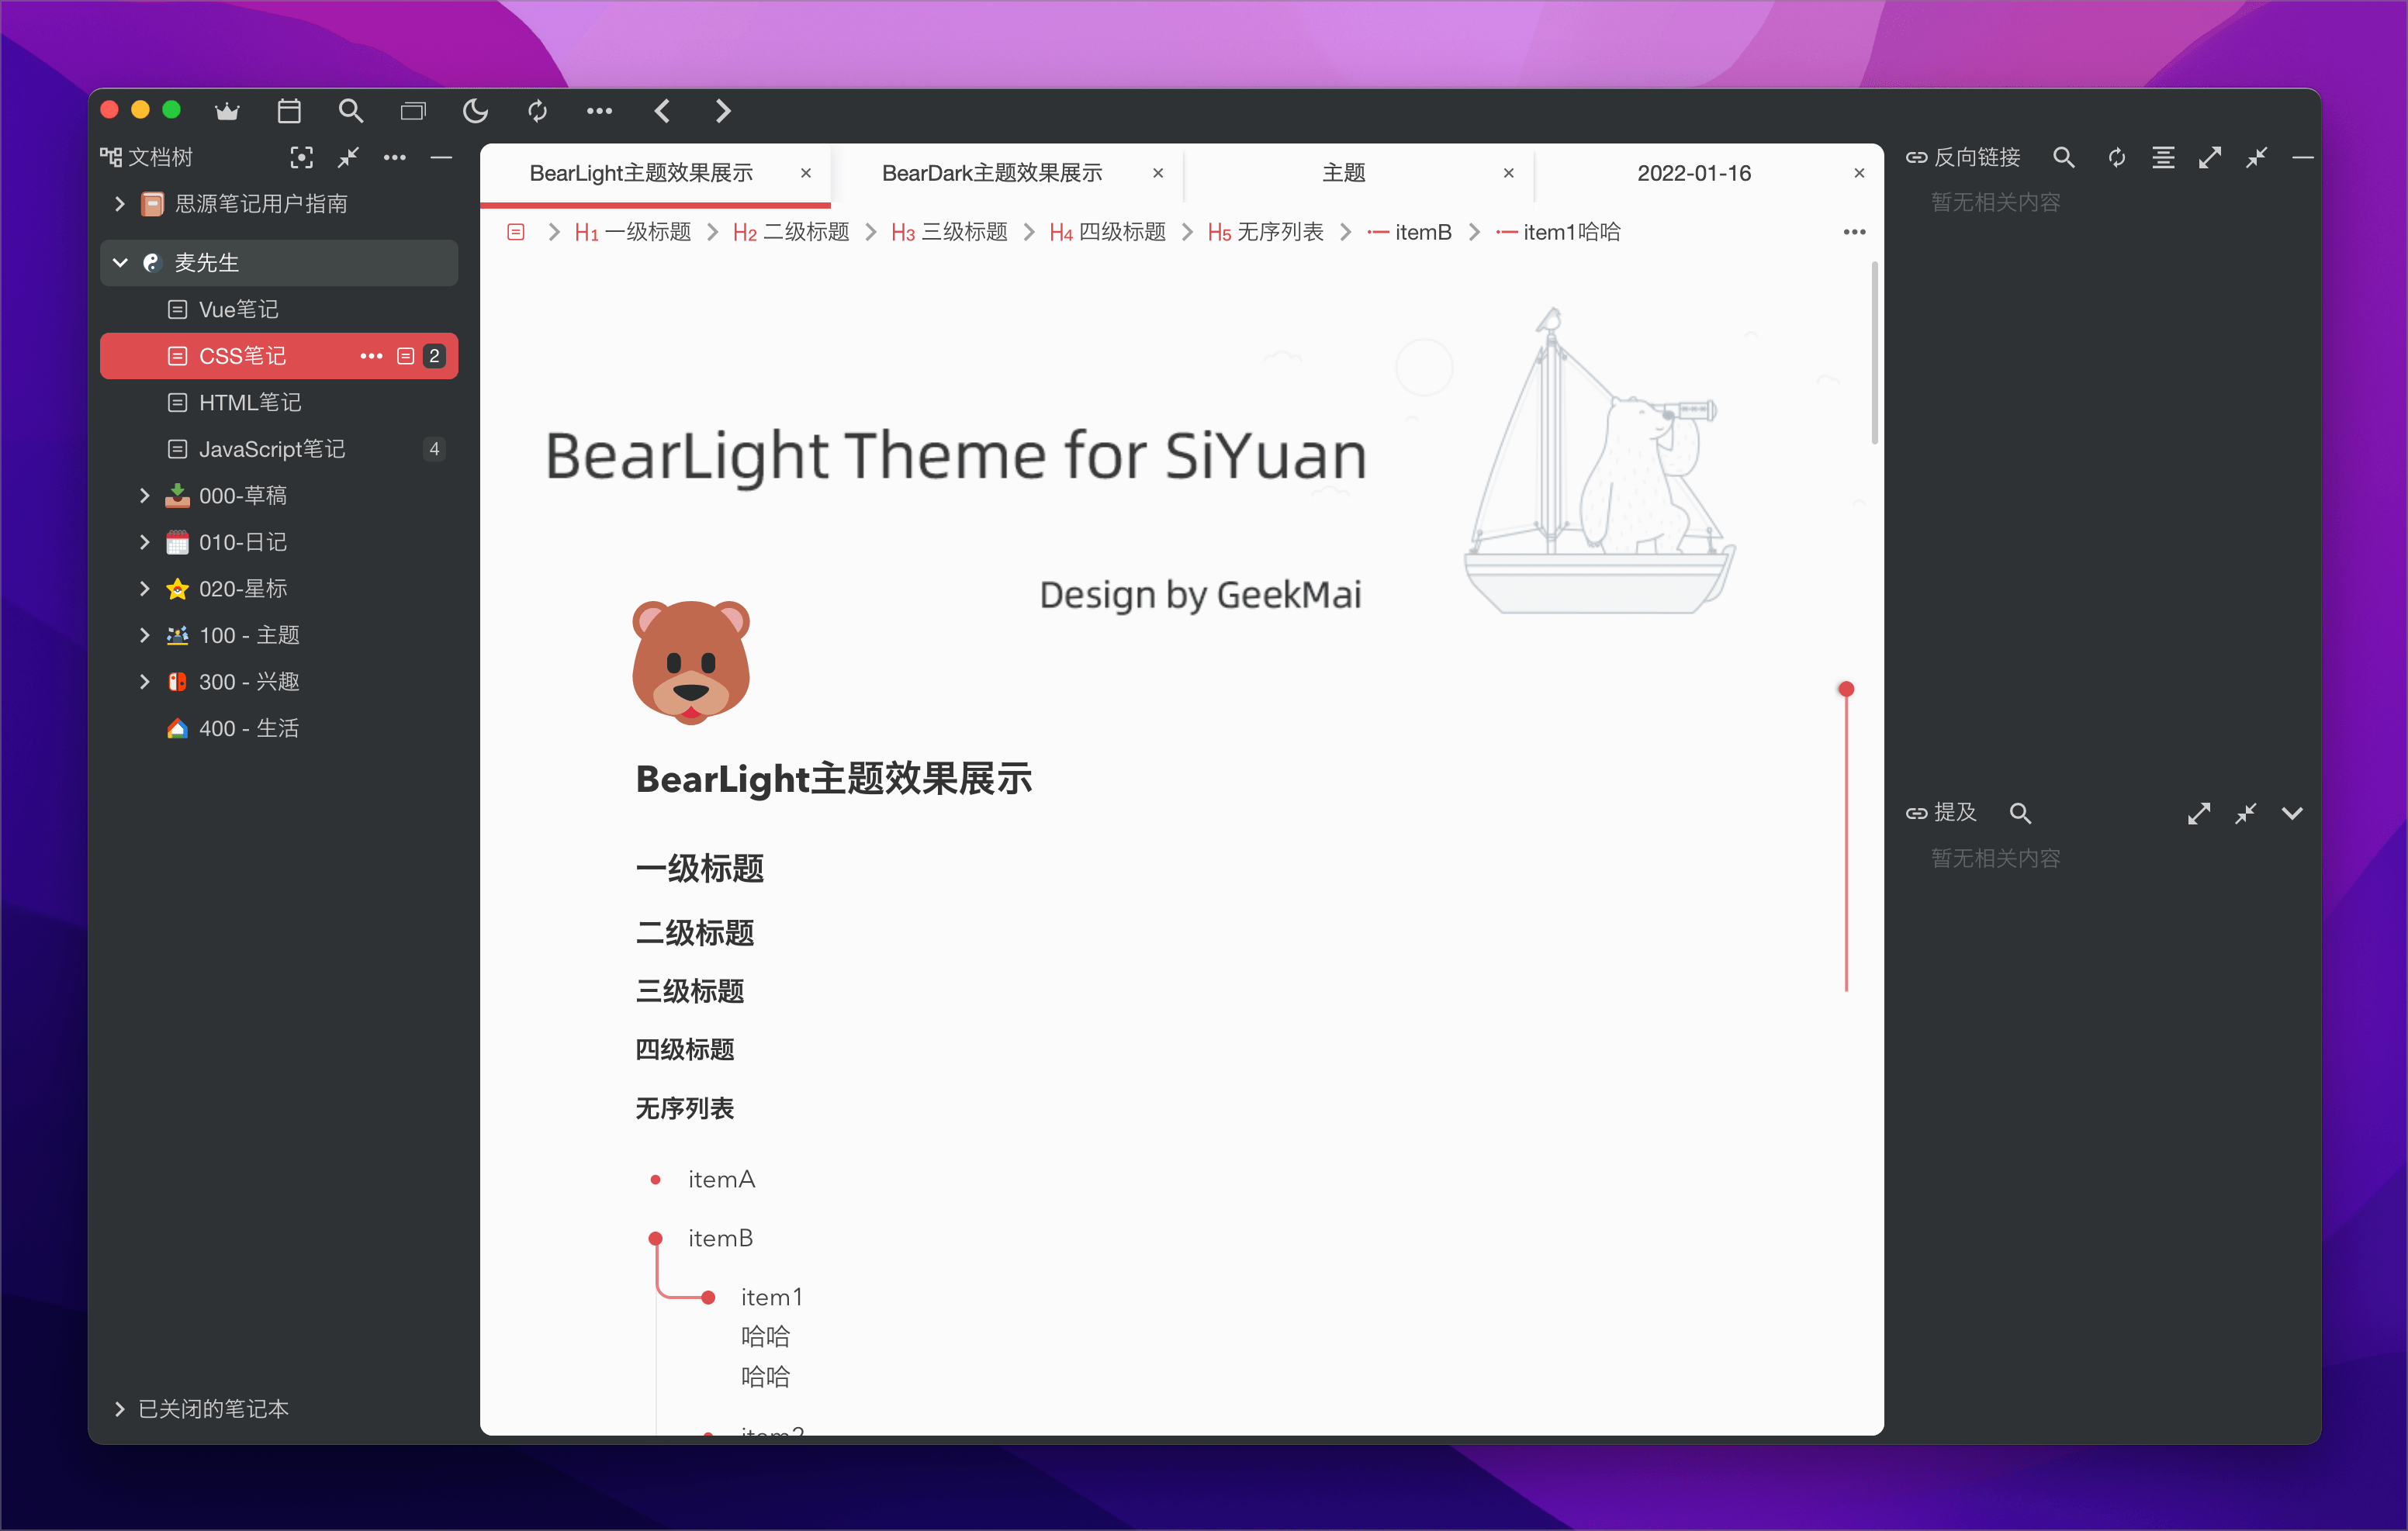 文档树
思源笔记用户指南
麦先生
Vue笔记
CSS笔记 2
HTML笔记
JavaScript笔记 4
000-草稿
010-日记
020-星标
100 - 主题
300 - 兴趣
400 - 生活
已关闭的笔记本
BearLight主题效果展示 BearDark主题效果展示 主题 2022-01-16
H1 一级标题 H2 二级标题 H3 三级标题 H4 四级标题 H5 无序列表 itemB item1哈哈
BearLight Theme for SiYuan
Design by GeekMai
BearLight主题效果展示
一级标题
二级标题
三级标题
四级标题
无序列表
itemA
itemB
item1
哈哈
哈哈
item2
反向链接
暂无相关内容
提及
暂无相关内容